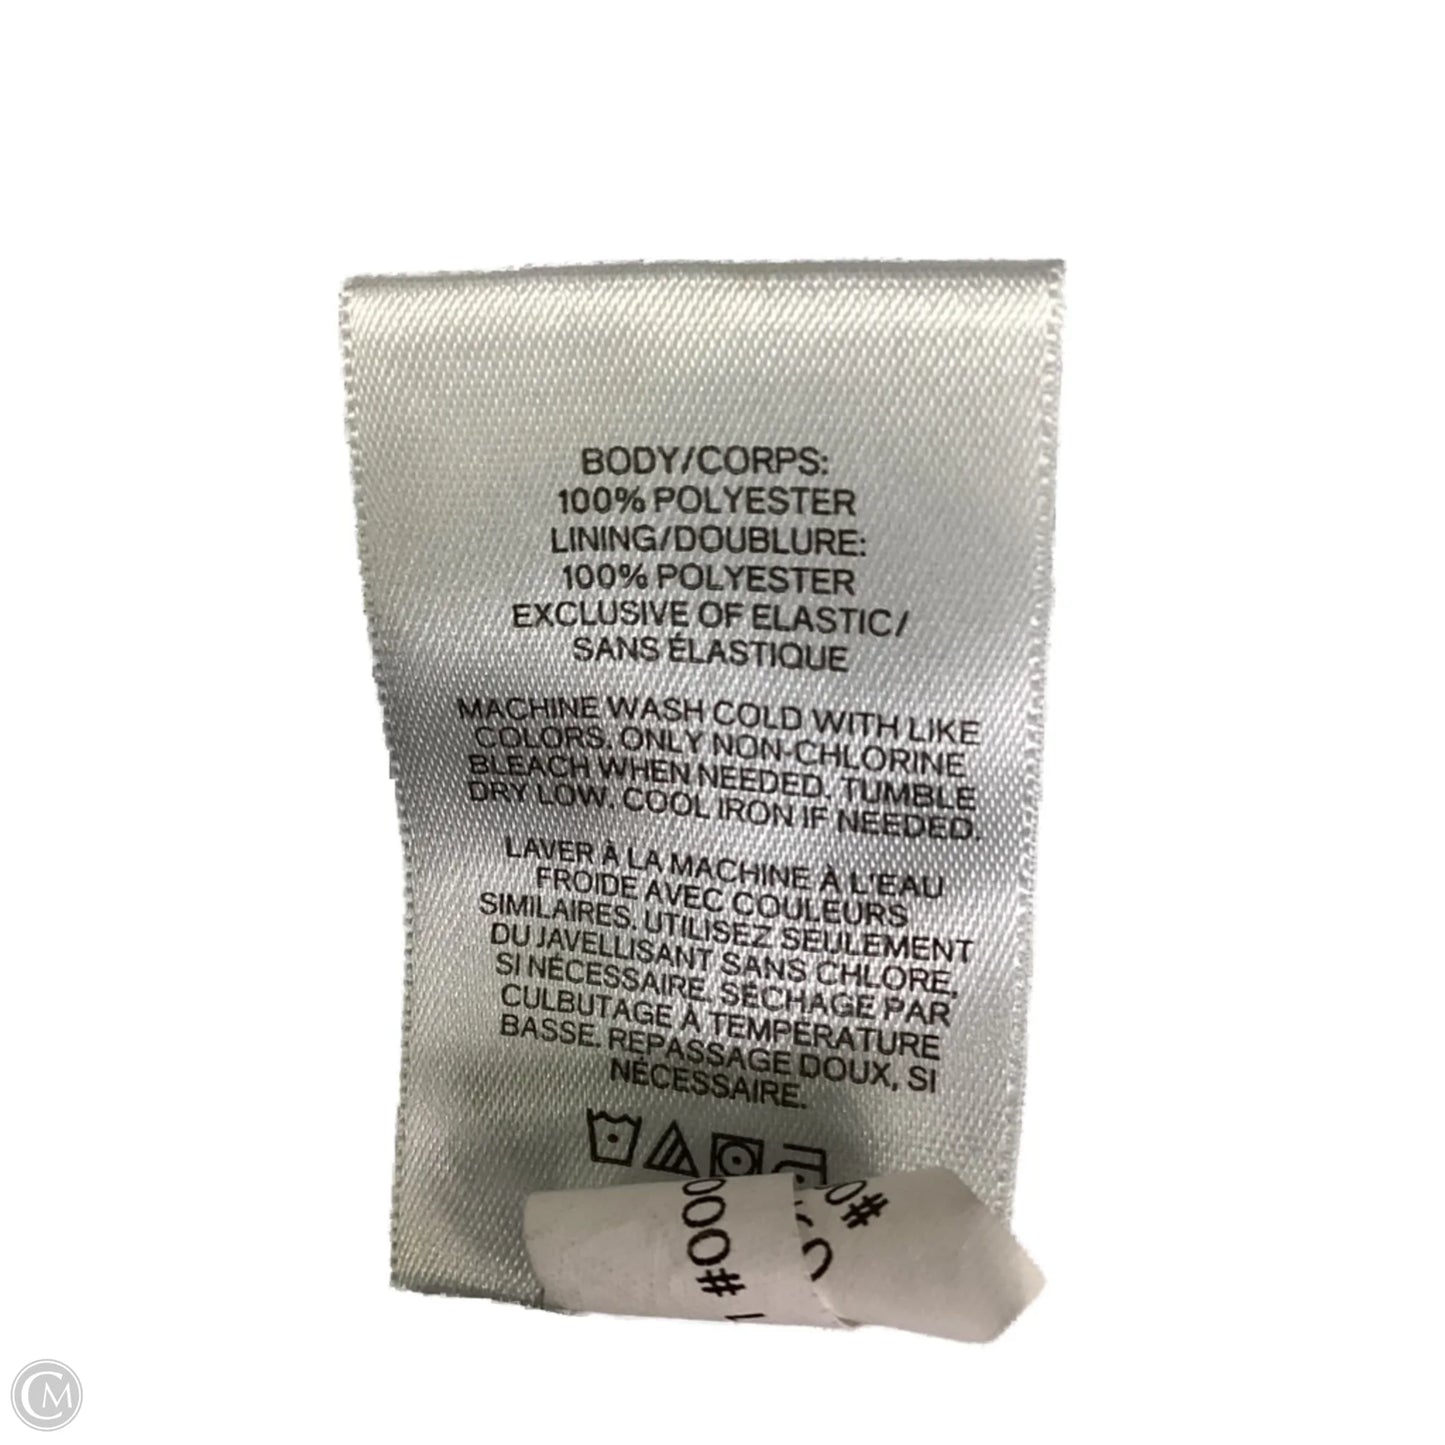 BODY/CORPS:
100% POLYESTER
LINING/DOUBLURE:
100% POLYESTER
EXCLUSIVE OF ELASTIC/
SANS ÉLASTIQUE
MACHINE WASH COLD WITH LIKE
COLORS. ONLY NON-CHLORINE
BLEACH WHEN NEEDED. TUMBLE
DRY LOW. COOL IRON IF NEEDED.
LAVER À LA MACHINE À L'EAU
FROIDE AVEC COULEURS
SIMILAIRES. UTILISEZ SEULEMENT
DU JAVELLISANT SANS CHLORE,
SI NÉCESSAIRE. SÉCHAGE PAR
CULBUTAGE À TEMPÉRATURE
BASSE. REPASSAGE DOUX, SI
NÉCESSAIRE.
#000
CM